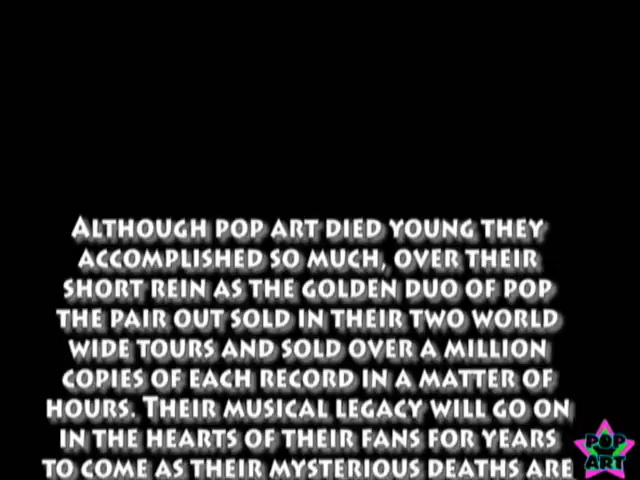 ALTHOUGH POP ART DIED YOUNG THEY
ACCOMPLISHED SO MUCH, OVER THEIR
SHORT REIN AS THE GOLDEN DUO OF POP
THE PAIR OUT SOLD IN THEIR TWO WORLD
WIDE TOURS AND SOLD OVER A MILLION
COPIES OF EACH RECORD IN A MATTER OF
HOURS. THEIR MUSICAL LEGACY WILL GO ON
IN THE HEARTS OF THEIR FANS FOR YEARS
TO COME AS THEIR MYSTERIOUS DEATHS ARE
POP
ART